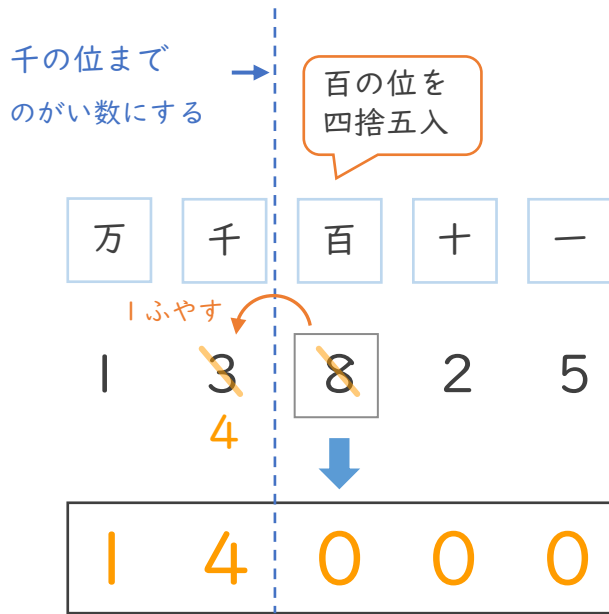 千の位まで
のがい数にする
百の位を
四捨五入
万 千 百 十 一
1ふやす
1 3 8 2 5
4
1 4 0 0 0